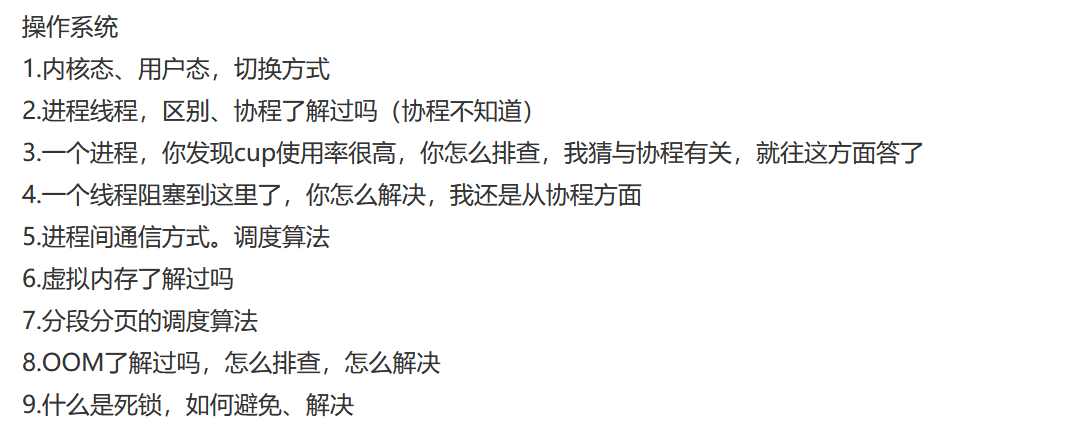 操作系统
1.内核态、用户态，切换方式
2.进程线程，区别、协程了解过吗（协程不知道）
3.一个进程，你发现cup使用率很高，你怎么排查，我猜与协程有关，就往这方面答了
4.一个线程阻塞到这里了，你怎么解决，我还是从协程方面
5.进程间通信方式。调度算法
6.虚拟内存了解过吗
7.分段分页的调度算法
8.OOM了解过吗，怎么排查，怎么解决
9.什么是死锁，如何避免、解决